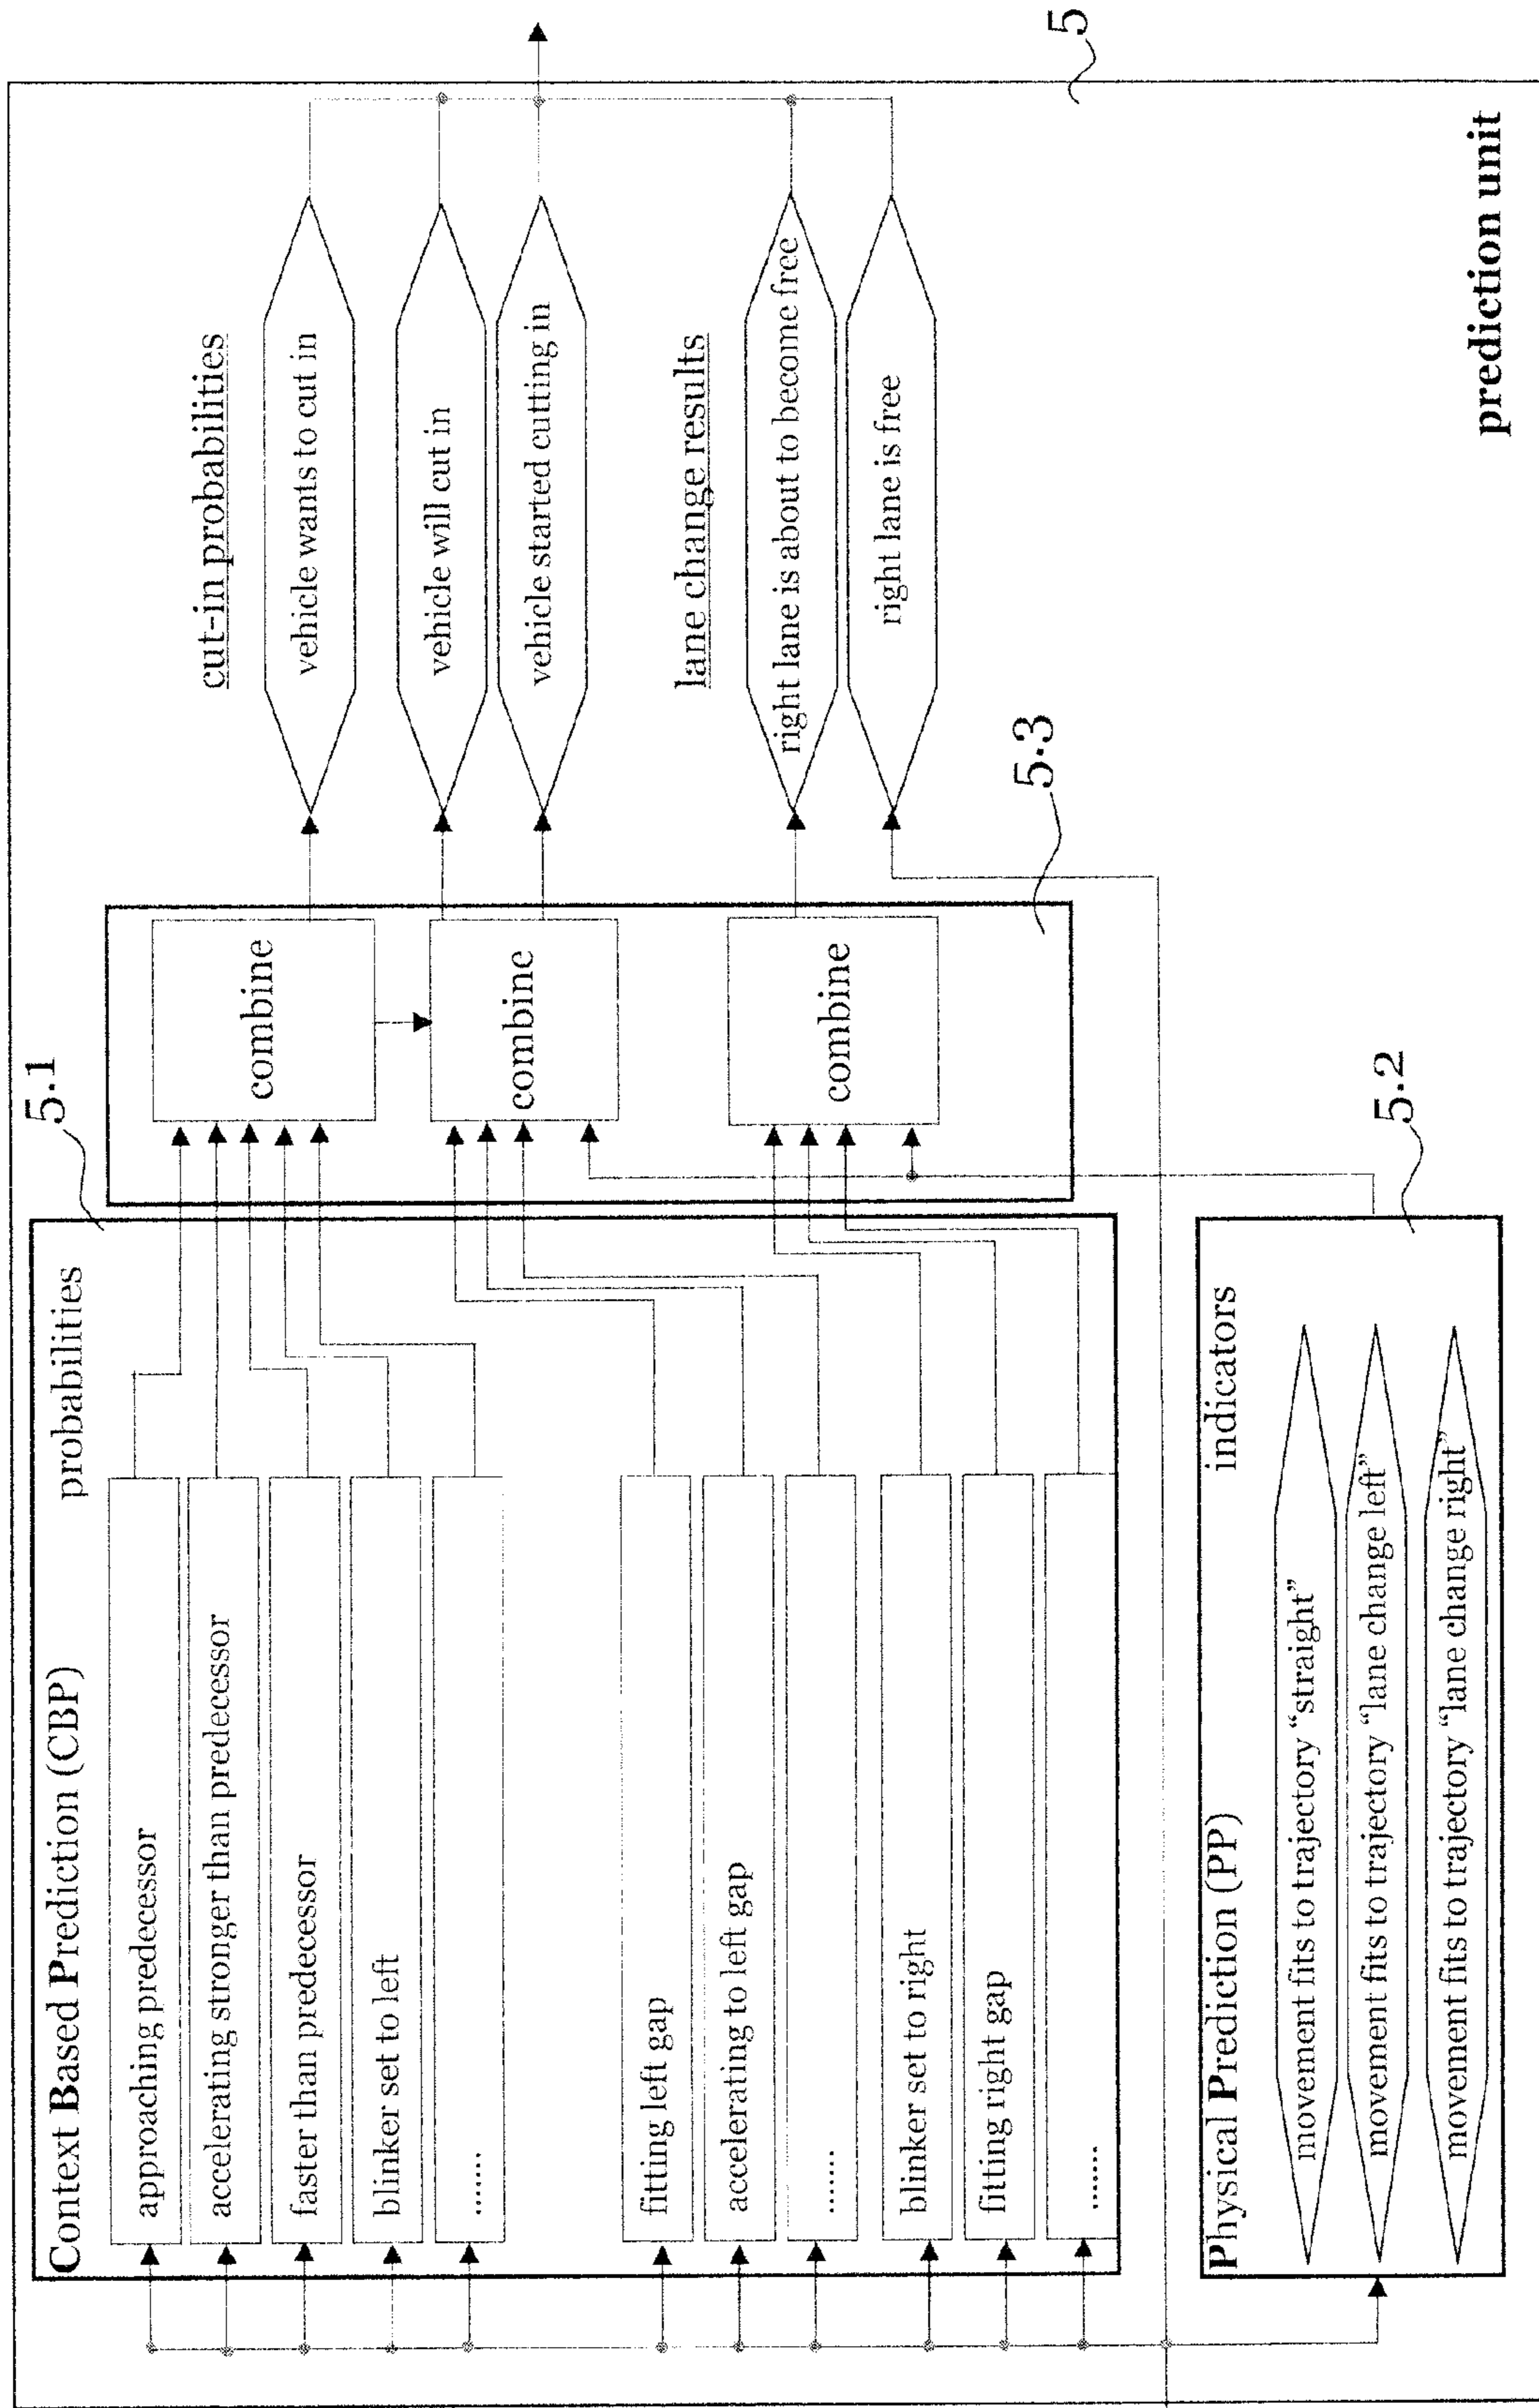 Context Based Prediction (CBP)
probabilities
5.1
approaching predecessor
accelerating stronger than predecessor
faster than predecessor
blinker set to left
.......
fitting left gap
accelerating to left gap
.......
blinker set to right
fitting right gap
.......
Physical Prediction (PP)
indicators
movement fits to trajectory “straight”
movement fits to trajectory “lane change left”
movement fits to trajectory “lane change right”
5.2
combine
combine
combine
5.3
cut-in probabilities
vehicle wants to cut in
vehicle will cut in
vehicle started cutting in
lane change results
right lane is about to become free
right lane is free
5
prediction unit